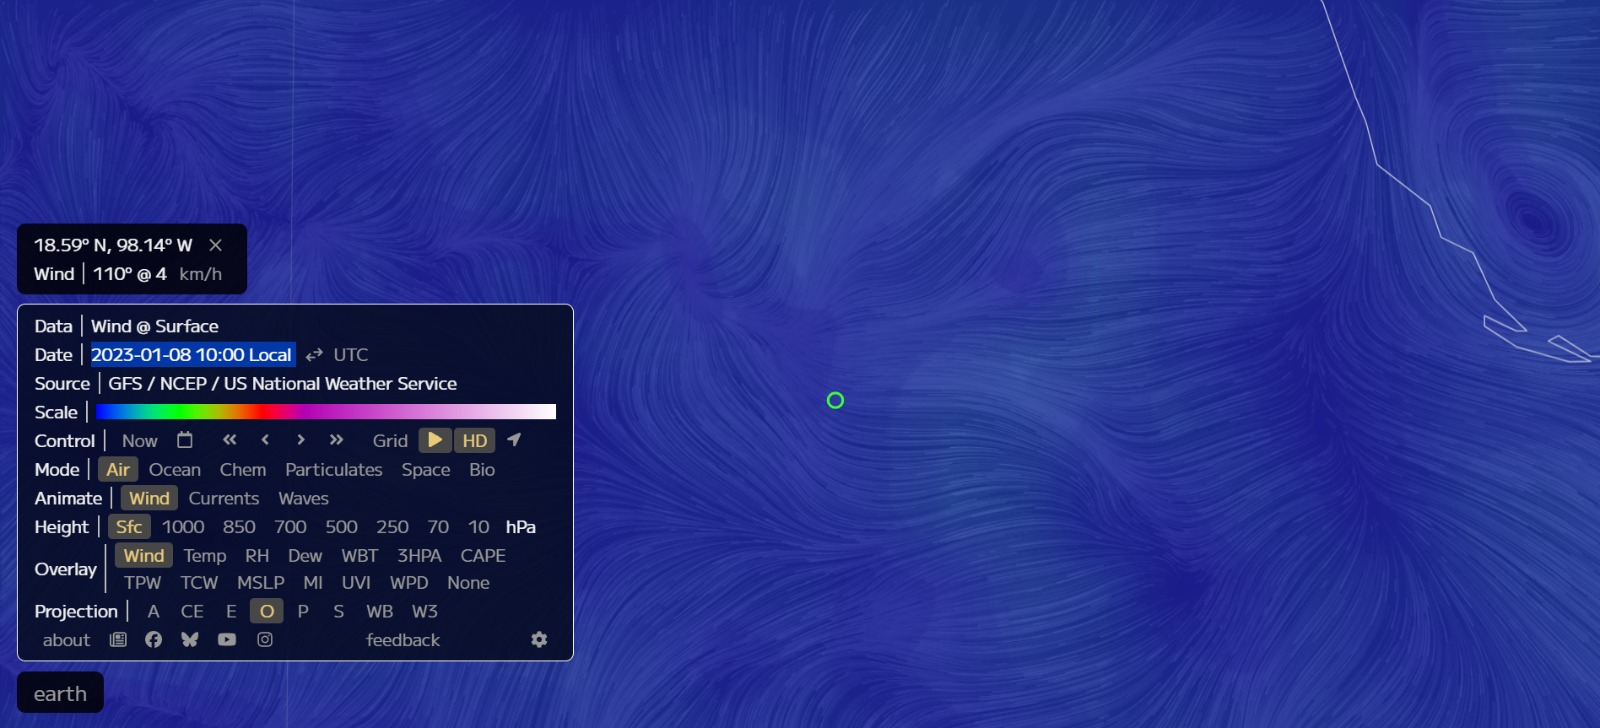 18.59° N, 98.14° W ×
Wind | 110° @ 4 km/h
Data | Wind @ Surface
Date | 2023-01-08 10:00 Local ⇄ UTC
Source | GFS / NCEP / US National Weather Service
Scale |
Control | Now « ‹ › » Grid ▶ HD
Mode | Air Ocean Chem Particulates Space Bio
Animate | Wind Currents Waves
Height | Sfc 1000 850 700 500 250 70 10 hPa
Overlay | Wind Temp RH Dew WBT 3HPA CAPE
TPW TCW MSLP MI UVI WPD None
Projection | A CE E O P S WB W3
about feedback
earth